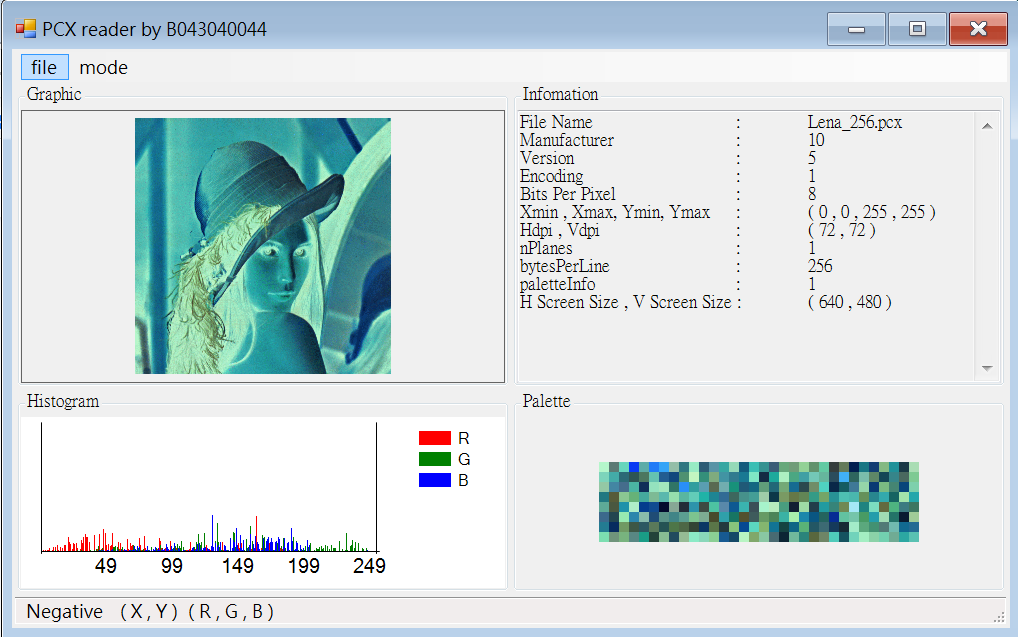 PCX reader by B043040044
file mode
Graphic
Infomation
File Name : Lena_256.pcx
Manufacturer : 10
Version : 5
Encoding : 1
Bits Per Pixel : 8
Xmin , Xmax, Ymin, Ymax : ( 0 , 0 , 255 , 255 )
Hdpi , Vdpi : ( 72 , 72 )
nPlanes : 1
bytesPerLine : 256
paletteInfo : 1
H Screen Size , V Screen Size : ( 640 , 480 )
Histogram
R
G
B
49 99 149 199 249
Palette
Negative ( X , Y ) ( R , G , B )